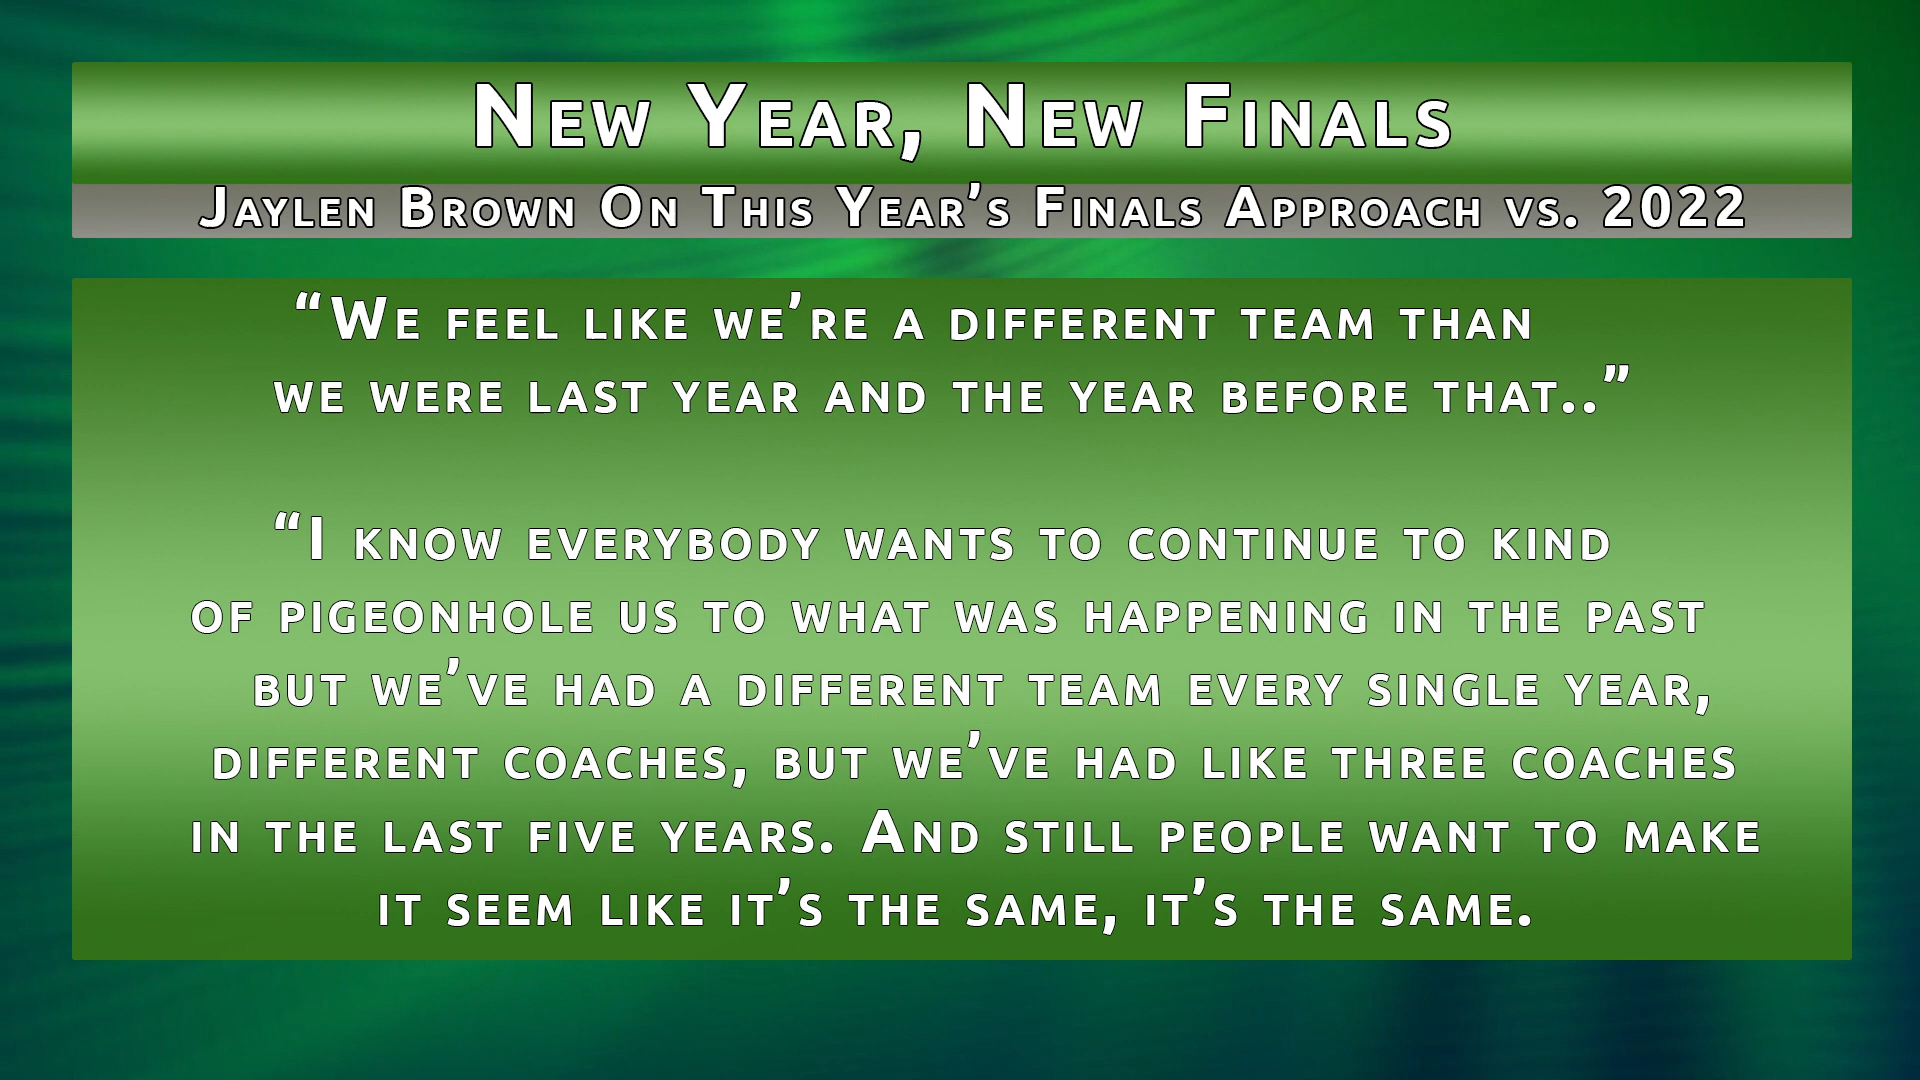 New Year, New Finals
Jaylen Brown On This Year’s Finals Approach vs. 2022
“We feel like we’re a different team than
we were last year and the year before that..”
“I know everybody wants to continue to kind
of pigeonhole us to what was happening in the past
but we’ve had a different team every single year,
different coaches, but we’ve had like three coaches
in the last five years. And still people want to make
it seem like it’s the same, it’s the same.